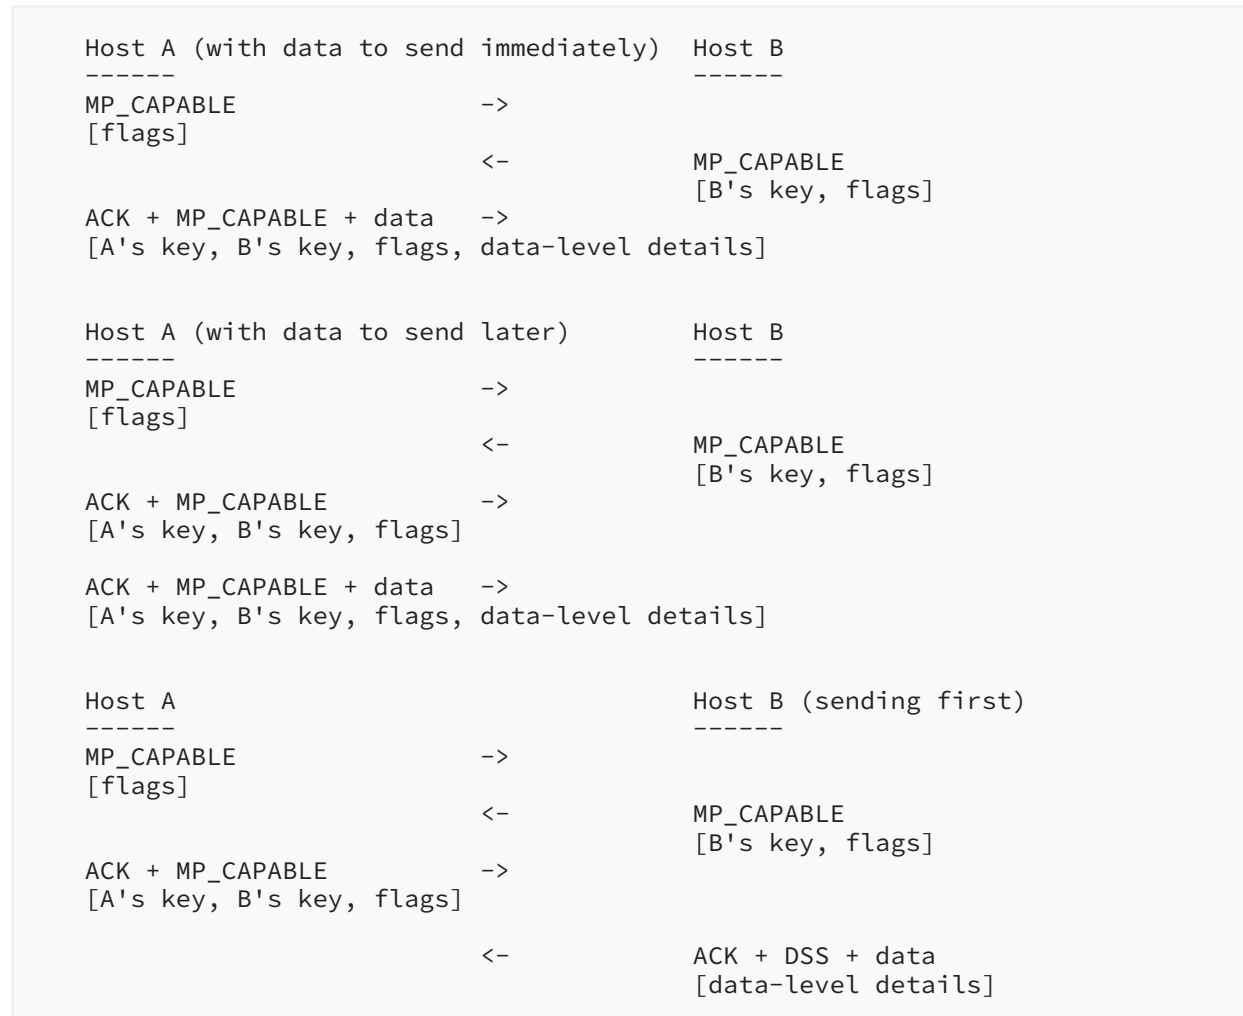 Host A (with data to send immediately)  Host B
------                                  ------
MP_CAPABLE                ->
[flags]
                          <-            MP_CAPABLE
                                        [B's key, flags]
ACK + MP_CAPABLE + data   ->
[A's key, B's key, flags, data-level details]

Host A (with data to send later)        Host B
------                                  ------
MP_CAPABLE                ->
[flags]
                          <-            MP_CAPABLE
                                        [B's key, flags]
ACK + MP_CAPABLE          ->
[A's key, B's key, flags]

ACK + MP_CAPABLE + data   ->
[A's key, B's key, flags, data-level details]

Host A                                  Host B (sending first)
------                                  ------
MP_CAPABLE                ->
[flags]
                          <-            MP_CAPABLE
                                        [B's key, flags]
ACK + MP_CAPABLE          ->
[A's key, B's key, flags]

                          <-            ACK + DSS + data
                                        [data-level details]